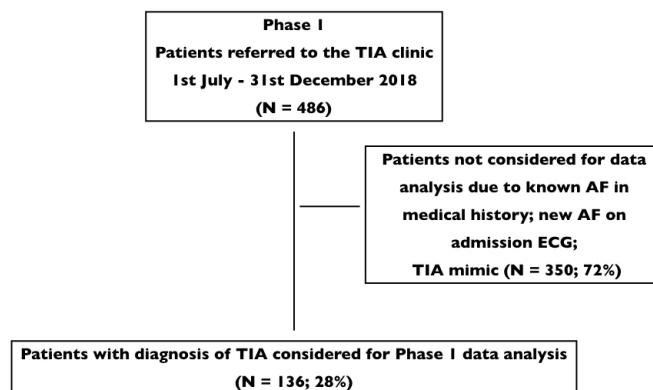 Phase 1
Patients referred to the TIA clinic
1st July - 31st December 2018
(N = 486)
Patients not considered for data
analysis due to known AF in
medical history; new AF on
admission ECG;
TIA mimic (N = 350; 72%)
Patients with diagnosis of TIA considered for Phase 1 data analysis
(N = 136; 28%)